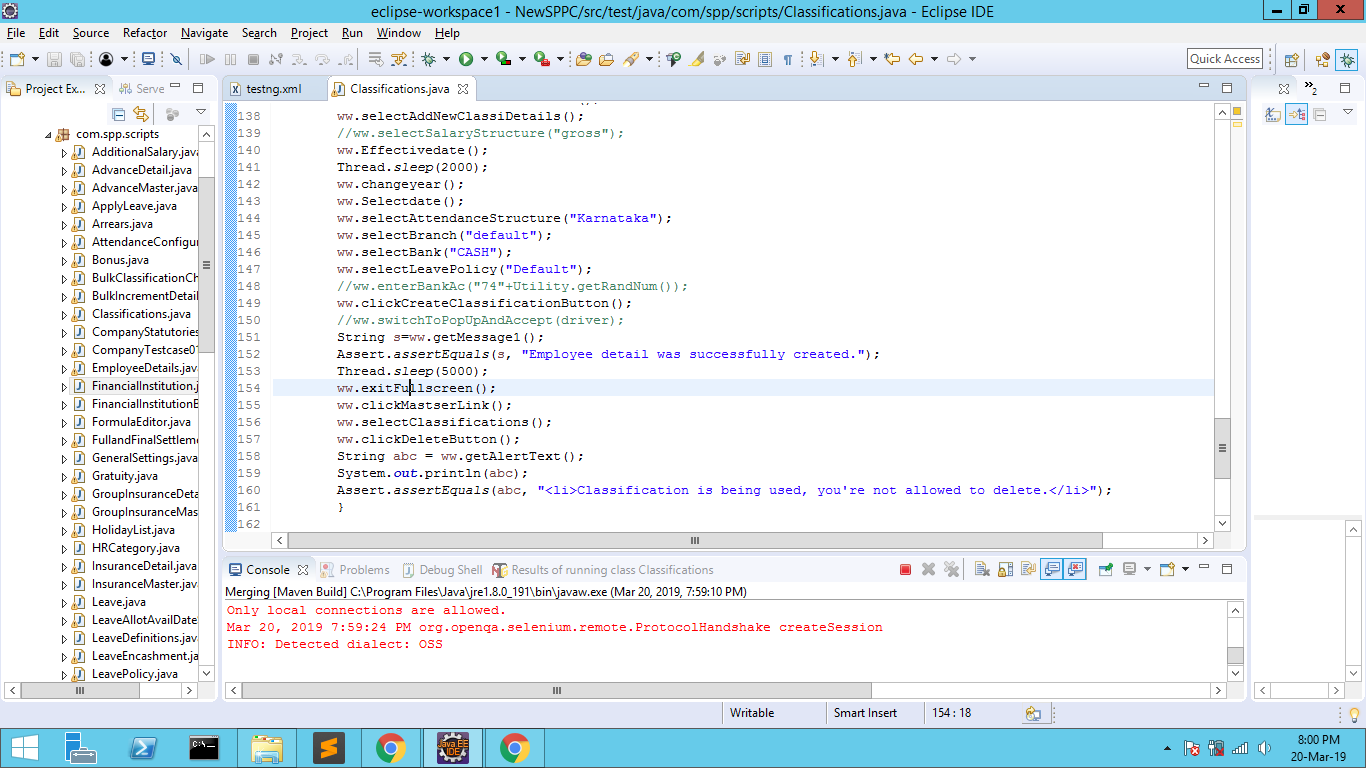 eclipse-workspace1 - NewSPPC/src/test/java/com/spp/scripts/Classifications.java - Eclipse IDE
File Edit Source Refactor Navigate Search Project Run Window Help
Quick Access
Project Ex... Serve
testng.xml Classifications.java
2
com.spp.scripts
AdditionalSalary.java
AdvanceDetail.java
AdvanceMaster.java
ApplyLeave.java
Arrears.java
AttendanceConfigur
Bonus.java
BulkClassificationCh
BulkIncrementDetail
Classifications.java
CompanyStatutories
CompanyTestcase01
EmployeeDetails.java
FinancialInstitution.j
FinancialInstitutionE
FormulaEditor.java
FullandFinalSettleme
GeneralSettings.java
Gratuity.java
GroupInsuranceDeta
GroupInsuranceMas
HolidayList.java
HRCategory.java
InsuranceDetail.java
InsuranceMaster.java
Leave.java
LeaveAllotAvailDate
LeaveDefinitions.java
LeaveEncashment.ja
LeavePolicy.java
138 ww.selectAddNewClassiDetails();
139 //ww.selectSalaryStructure("gross");
140 ww.Effectivedate();
141 Thread.sleep(2000);
142 ww.changeyear();
143 ww.Selectdate();
144 ww.selectAttendanceStructure("Karnataka");
145 ww.selectBranch("default");
146 ww.selectBank("CASH");
147 ww.selectLeavePolicy("Default");
148 //ww.enterBankAc("74"+Utility.getRandNum());
149 ww.clickCreateClassificationButton();
150 //ww.switchToPopUpAndAccept(driver);
151 String s=ww.getMessage1();
152 Assert.assertEquals(s, "Employee detail was successfully created.");
153 Thread.sleep(5000);
154 ww.exitFullscreen();
155 ww.clickMastserLink();
156 ww.selectClassifications();
157 ww.clickDeleteButton();
158 String abc = ww.getAlertText();
159 System.out.println(abc);
160 Assert.assertEquals(abc, "<li>Classification is being used, you're not allowed to delete.</li>");
161 }
162
Console Problems Debug Shell Results of running class Classifications
Merging [Maven Build] C:\Program Files\Java\jre1.8.0_191\bin\javaw.exe (Mar 20, 2019, 7:59:10 PM)
Only local connections are allowed.
Mar 20, 2019 7:59:24 PM org.openqa.selenium.remote.ProtocolHandshake createSession
INFO: Detected dialect: OSS
Writable Smart Insert 154 : 18
Java EE
IDE
8:00 PM
20-Mar-19